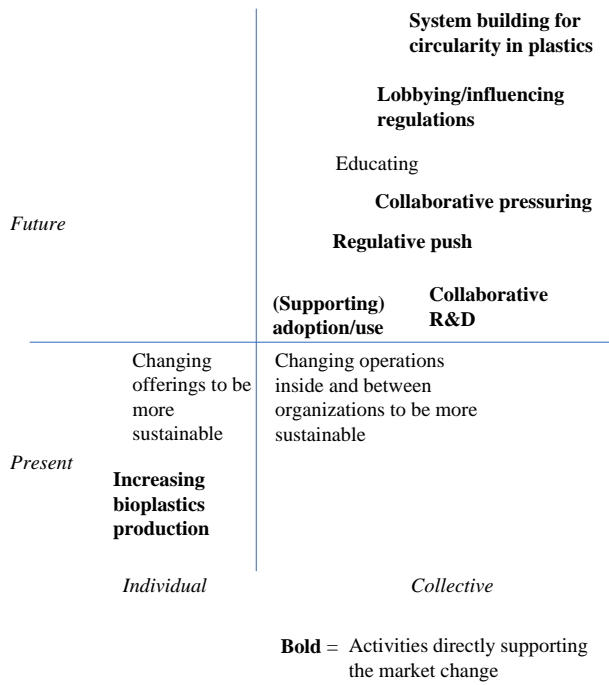 System building for
circularity in plastics
Lobbying/influencing
regulations
Educating
Collaborative pressuring
Future
Regulative push
(Supporting)
adoption/use
Collaborative
R&D
Changing
offerings to be
more
sustainable
Changing operations
inside and between
organizations to be more
sustainable
Present
Increasing
bioplastics
production
Individual
Collective
Bold = Activities directly supporting
the market change